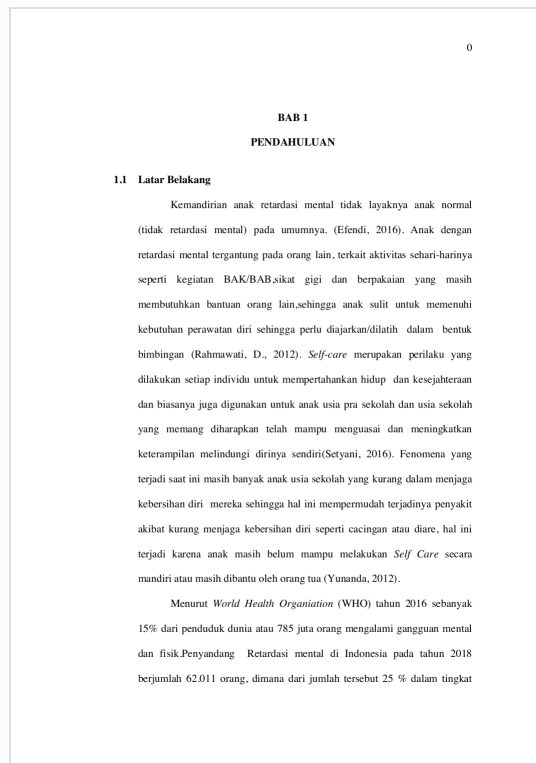 0
BAB 1
PENDAHULUAN
1.1 Latar Belakang
Kemandirian anak retardasi mental tidak layaknya anak normal
(tidak retardasi mental) pada umumnya. (Efendi, 2016). Anak dengan
retardasi mental tergantung pada orang lain, terkait aktivitas sehari-harinya
seperti kegiatan BAK/BAB,sikat gigi dan berpakaian yang masih
membutuhkan bantuan orang lain,sehingga anak sulit untuk memenuhi
kebutuhan perawatan diri sehingga perlu diajarkan/dilatih dalam bentuk
bimbingan (Rahmawati, D., 2012). Self-care merupakan perilaku yang
dilakukan setiap individu untuk mempertahankan hidup dan kesejahteraan
dan biasanya juga digunakan untuk anak usia pra sekolah dan usia sekolah
yang memang diharapkan telah mampu menguasai dan meningkatkan
keterampilan melindungi dirinya sendiri(Setyani, 2016). Fenomena yang
terjadi saat ini masih banyak anak usia sekolah yang kurang dalam menjaga
kebersihan diri mereka sehingga hal ini mempermudah terjadinya penyakit
akibat kurang menjaga kebersihan diri seperti cacingan atau diare, hal ini
terjadi karena anak masih belum mampu melakukan Self Care secara
mandiri atau masih dibantu oleh orang tua (Yunanda, 2012).
Menurut World Health Organiation (WHO) tahun 2016 sebanyak
15% dari penduduk dunia atau 785 juta orang mengalami gangguan mental
dan fisik.Penyandang Retardasi mental di Indonesia pada tahun 2018
berjumlah 62.011 orang, dimana dari jumlah tersebut 25 % dalam tingkat